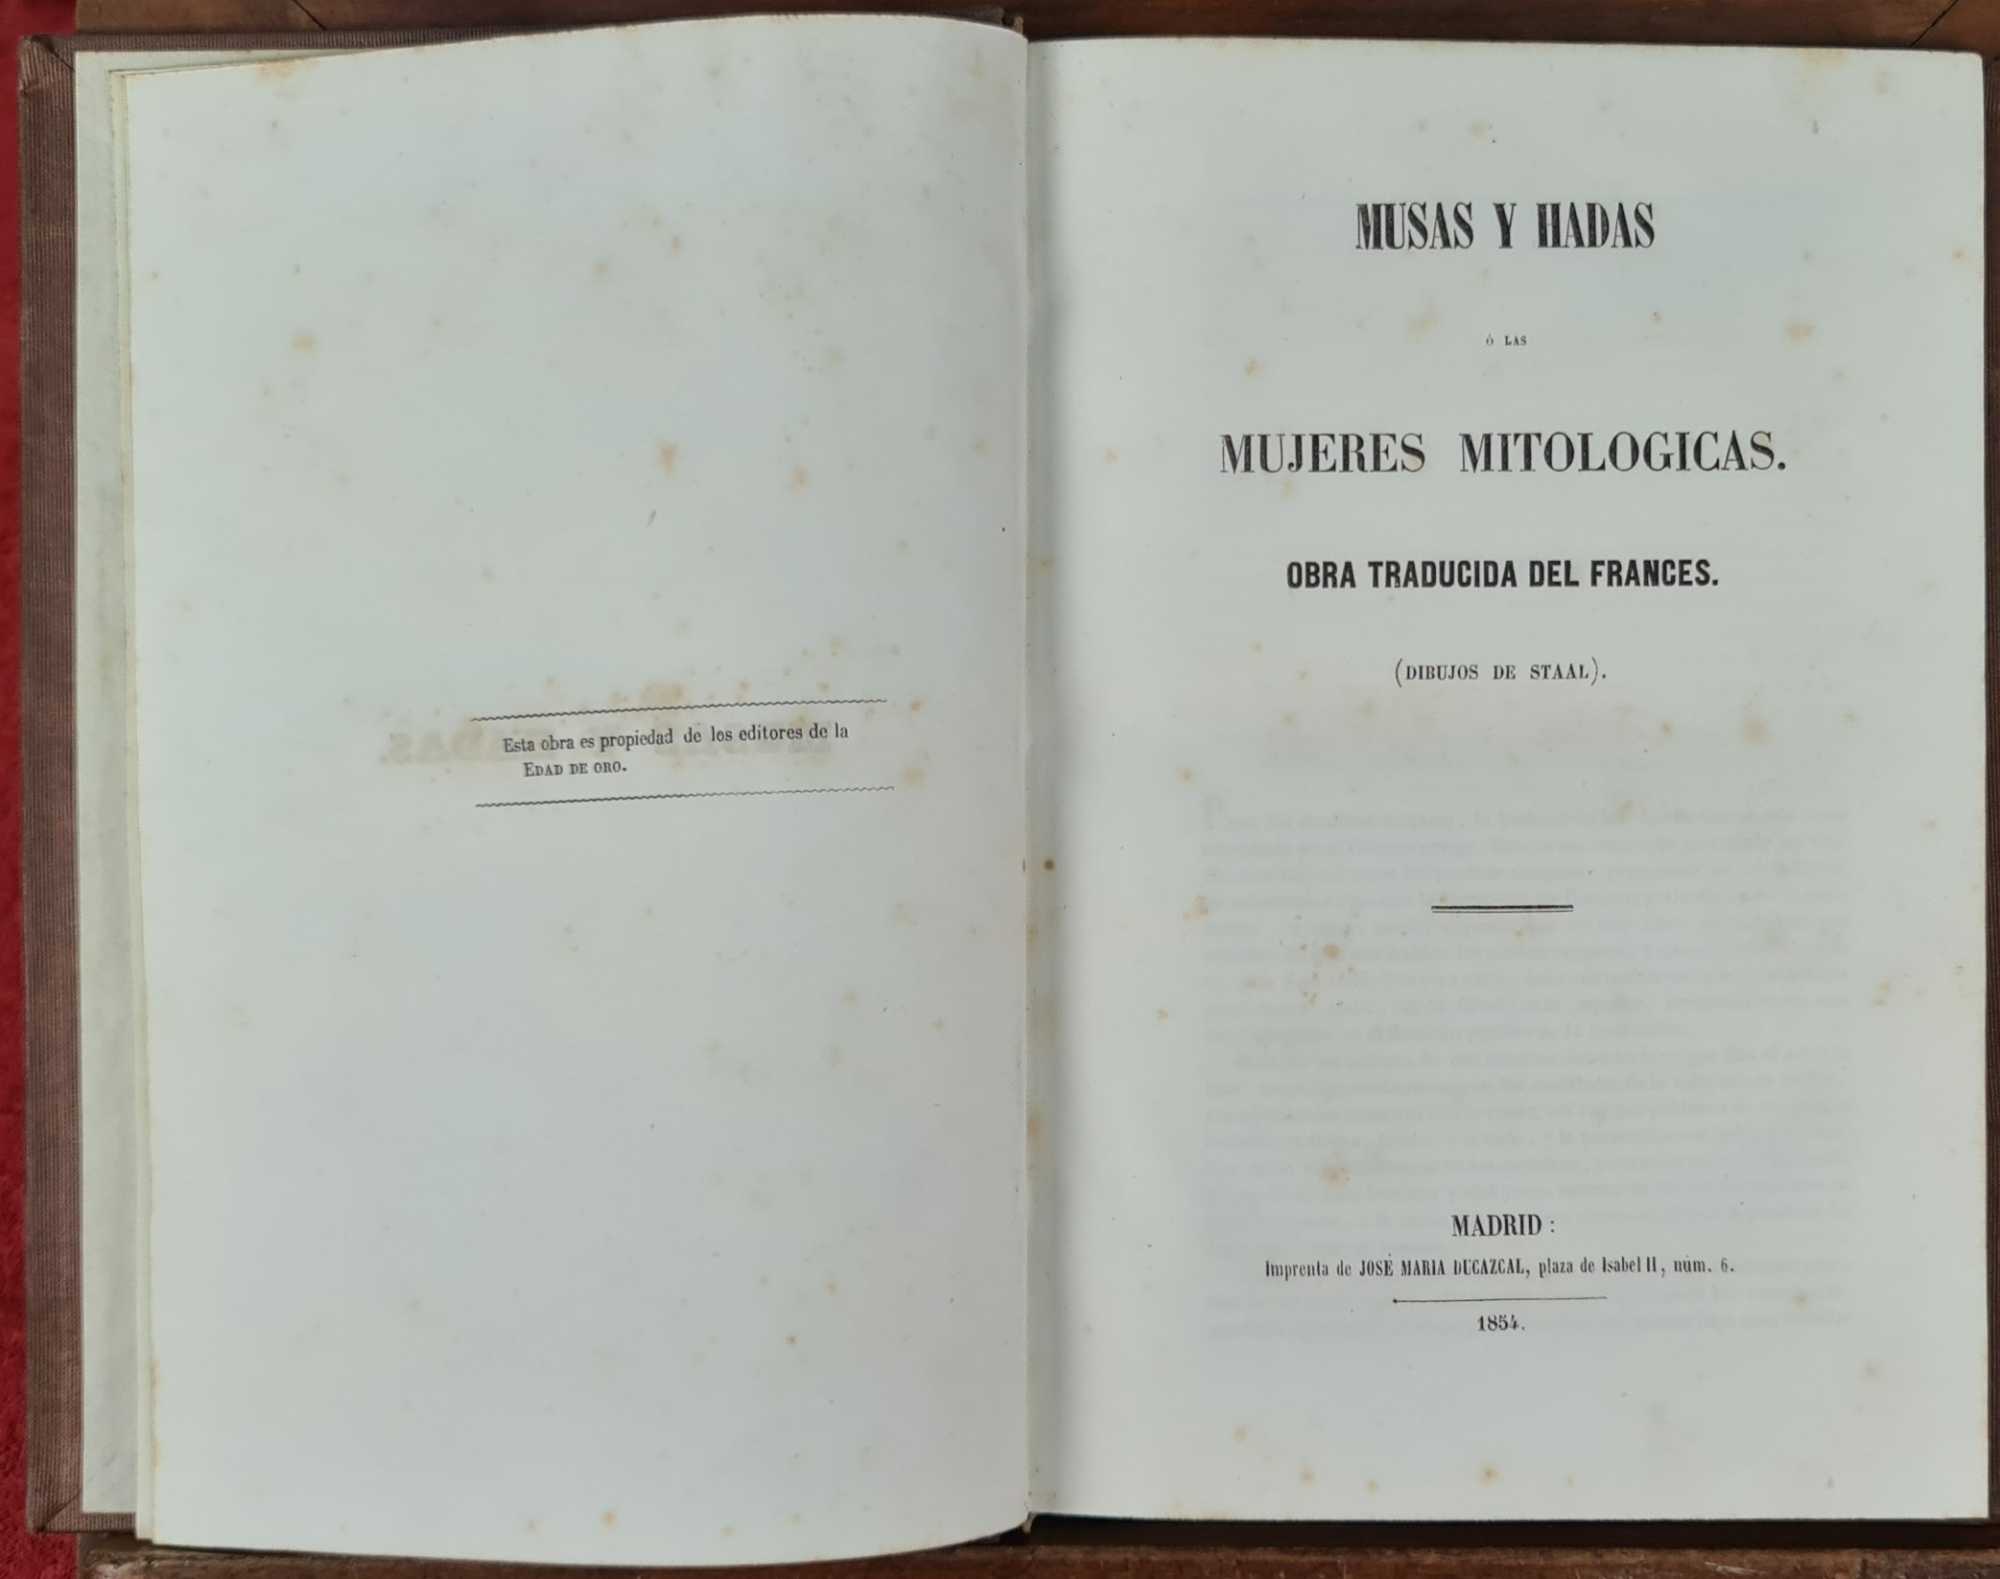 Esta obra es propiedad de los editores de la
EDAD DE ORO.
MUSAS Y HADAS
Ó LAS
MUJERES MITOLOGICAS.
OBRA TRADUCIDA DEL FRANCES.
(DIBUJOS DE STAAL).
MADRID:
Imprenta de JOSÉ MARIA DUCAZCAL, plaza de Isabel II, núm. 6.
1854.